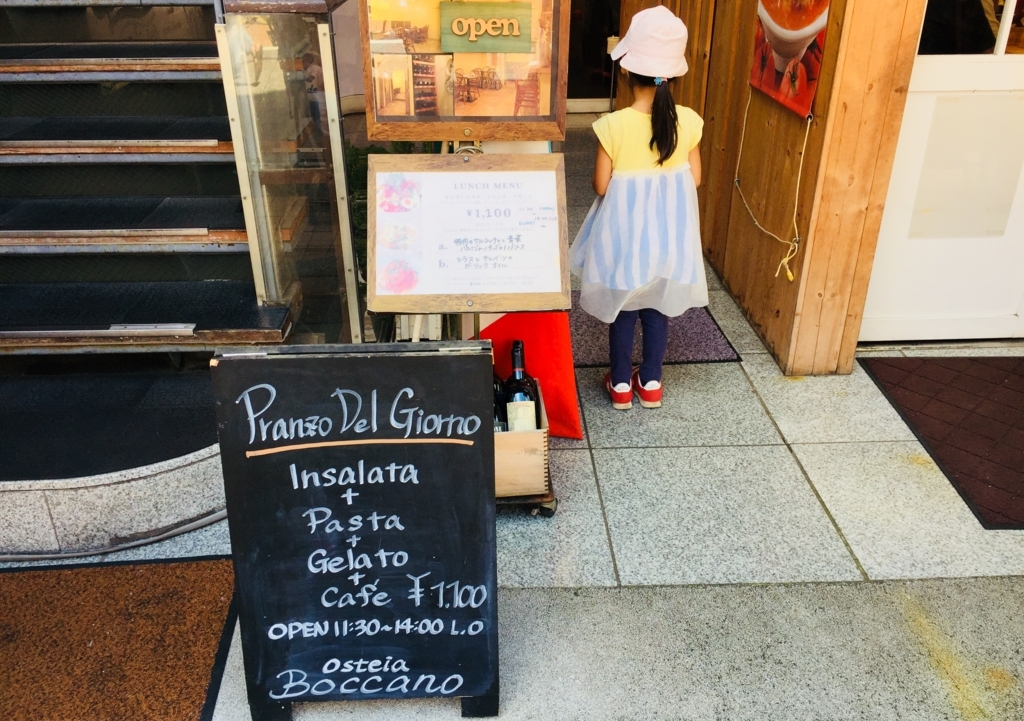 open
LUNCH MENU
¥1,100
a.
b.
Pranzo Del Giorno
Insalata
+
Pasta
+
Gelato
+
Café ¥1.100
OPEN 11:30~14:00 L.O
Osteia
Boccano